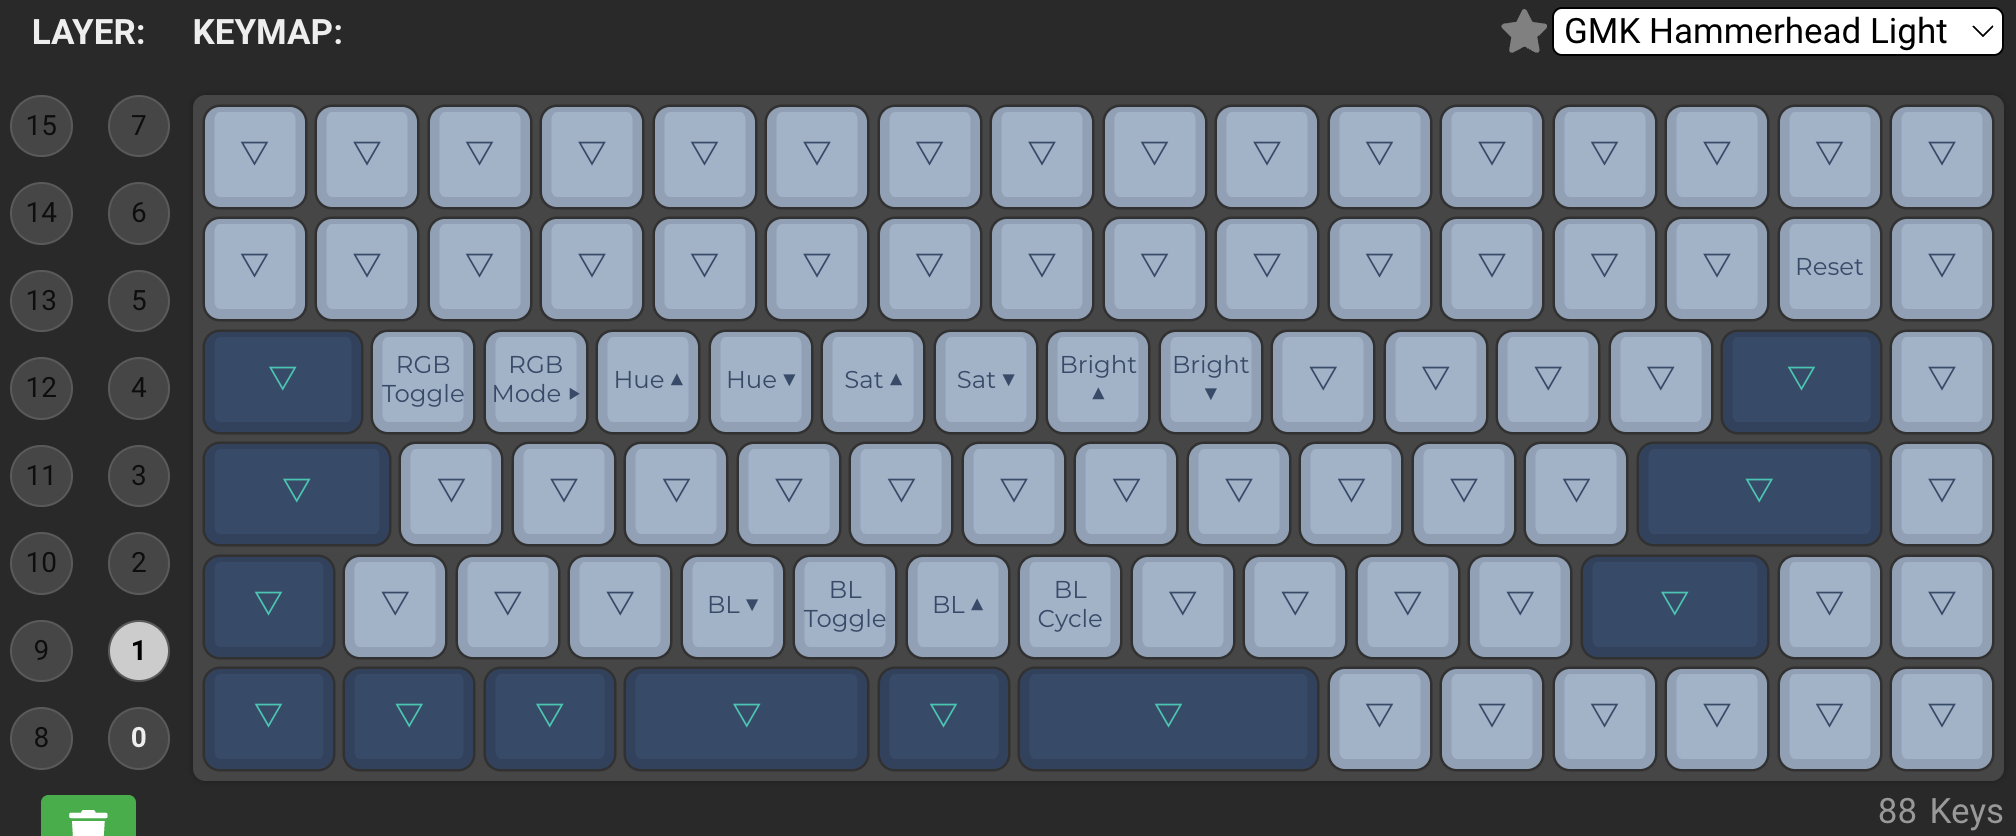 LAYER: KEYMAP: GMK Hammerhead Light
15 7
14 6
13 5
12 4
11 3
10 2
9 1
8 0
Reset
RGB Toggle
RGB Mode ▸
Hue ▴
Hue ▾
Sat ▴
Sat ▾
Bright ▴
Bright ▾
BL ▾
BL Toggle
BL ▴
BL Cycle
88 Keys